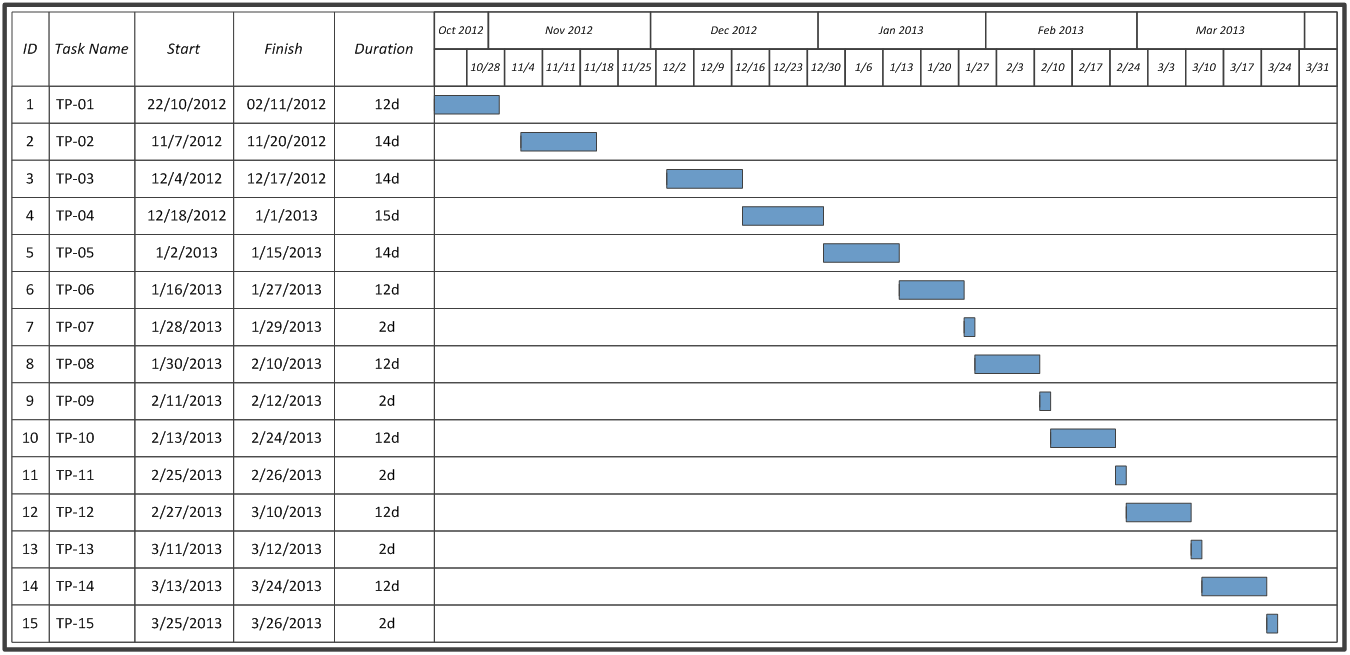 ID Task Name Start Finish Duration Oct 2012 Nov 2012 Dec 2012 Jan 2013 Feb 2013 Mar 2013
10/28 11/4 11/11 11/18 11/25 12/2 12/9 12/16 12/23 12/30 1/6 1/13 1/20 1/27 2/3 2/10 2/17 2/24 3/3 3/10 3/17 3/24 3/31
1 TP-01 22/10/2012 02/11/2012 12d
2 TP-02 11/7/2012 11/20/2012 14d
3 TP-03 12/4/2012 12/17/2012 14d
4 TP-04 12/18/2012 1/1/2013 15d
5 TP-05 1/2/2013 1/15/2013 14d
6 TP-06 1/16/2013 1/27/2013 12d
7 TP-07 1/28/2013 1/29/2013 2d
8 TP-08 1/30/2013 2/10/2013 12d
9 TP-09 2/11/2013 2/12/2013 2d
10 TP-10 2/13/2013 2/24/2013 12d
11 TP-11 2/25/2013 2/26/2013 2d
12 TP-12 2/27/2013 3/10/2013 12d
13 TP-13 3/11/2013 3/12/2013 2d
14 TP-14 3/13/2013 3/24/2013 12d
15 TP-15 3/25/2013 3/26/2013 2d